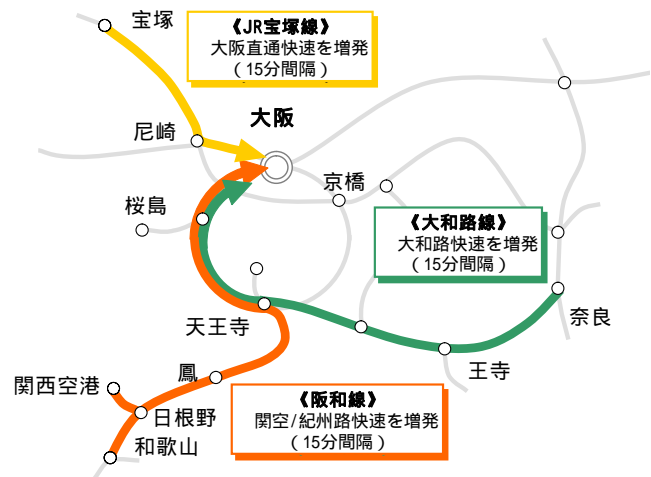 宝塚
《JR宝塚線》
大阪直通快速を増発
（15分間隔）
尼崎
大阪
京橋
桜島
《大和路線》
大和路快速を増発
（15分間隔）
天王寺
奈良
王寺
鳳
関西空港
日根野
和歌山
《阪和線》
関空/紀州路快速を増発
（15分間隔）